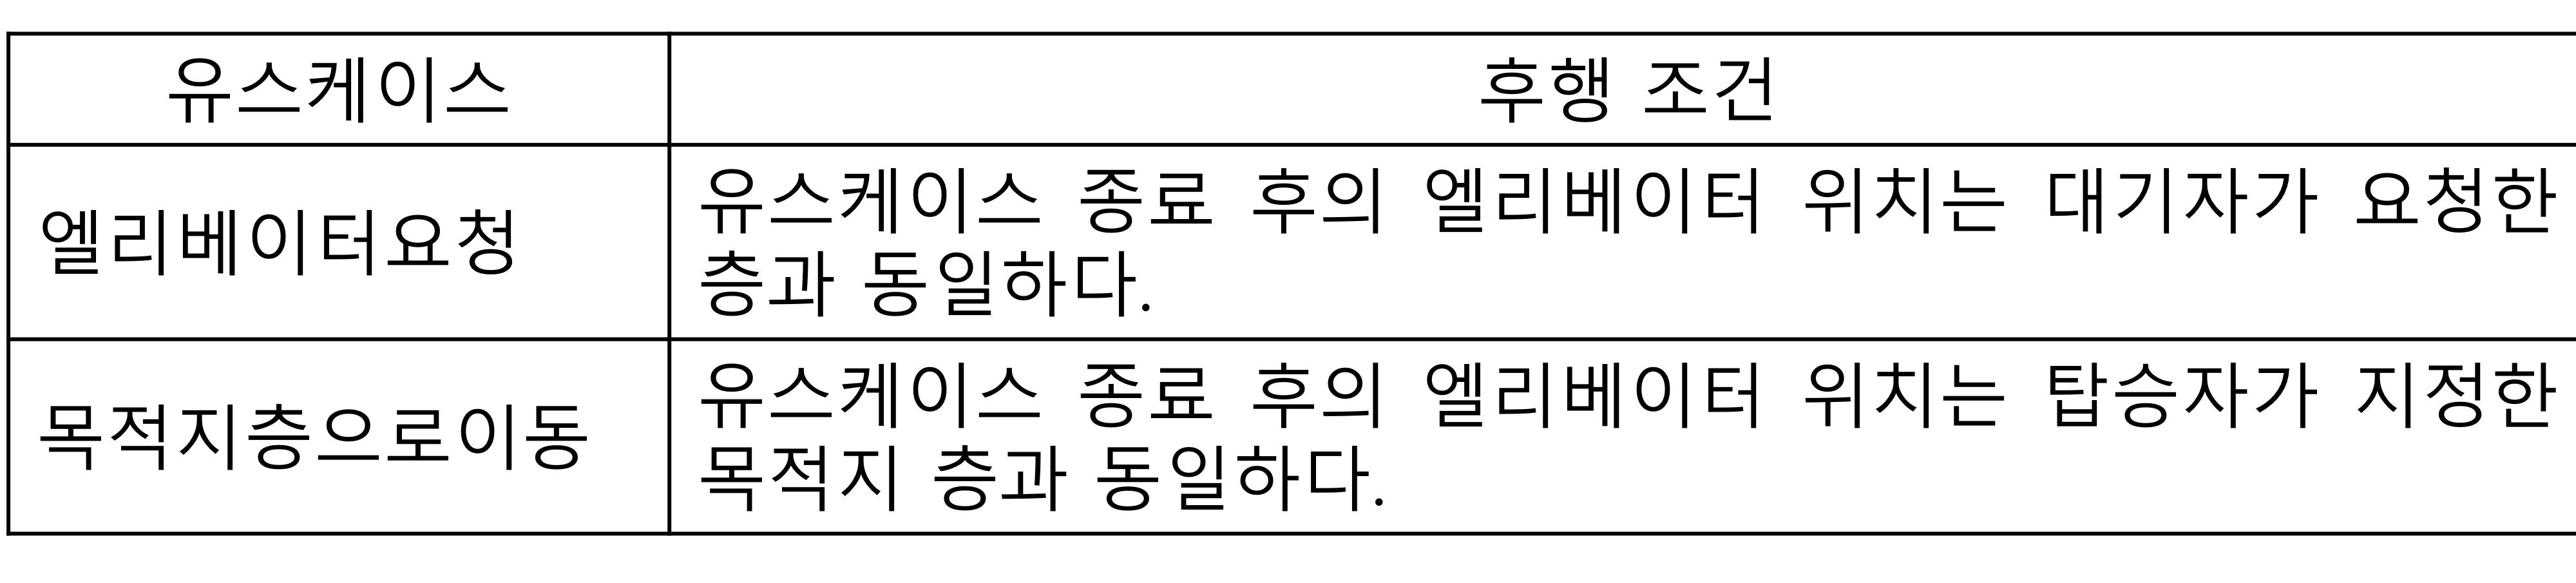 유스케이스
후행 조건
엘리베이터요청
유스케이스 종료 후의 엘리베이터 위치는 대기자가 요청한
층과 동일하다.
목적지층으로이동
유스케이스 종료 후의 엘리베이터 위치는 탑승자가 지정한
목적지 층과 동일하다.